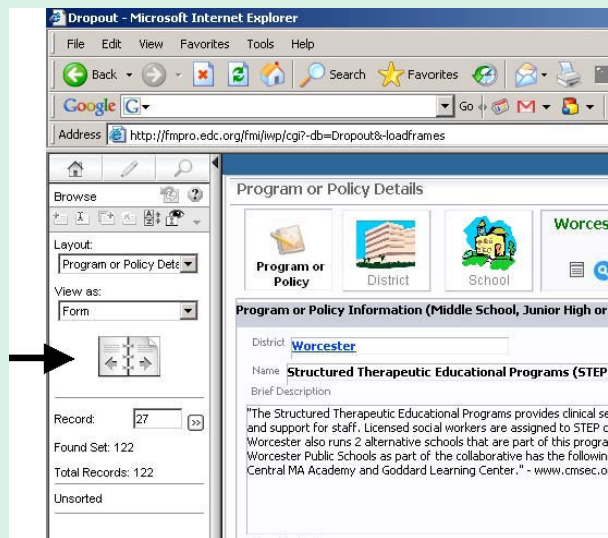 Dropout - Microsoft Internet Explorer
File Edit View Favorites Tools Help
Back Search Favorites
Google G Go
Address http://fmpro.edc.org/fmi/iwp/cgi?-db=Dropout&-loadframes
Browse
Layout:
Program or Policy Deta
View as:
Form
Record: 27
Found Set: 122
Total Records: 122
Unsorted
Program or Policy Details
Program or Policy
District
School
Worces
Program or Policy Information (Middle School, Junior High or
District Worcester
Name Structured Therapeutic Educational Programs (STEP
Brief Description
"The Structured Therapeutic Educational Programs provides clinical se
and support for staff. Licensed social workers are assigned to STEP c
Worcester also runs 2 alternative schools that are part of this progra
Worcester Public Schools as part of the collaborative has the followin
Central MA Academy and Goddard Learning Center." - www.cmsec.o